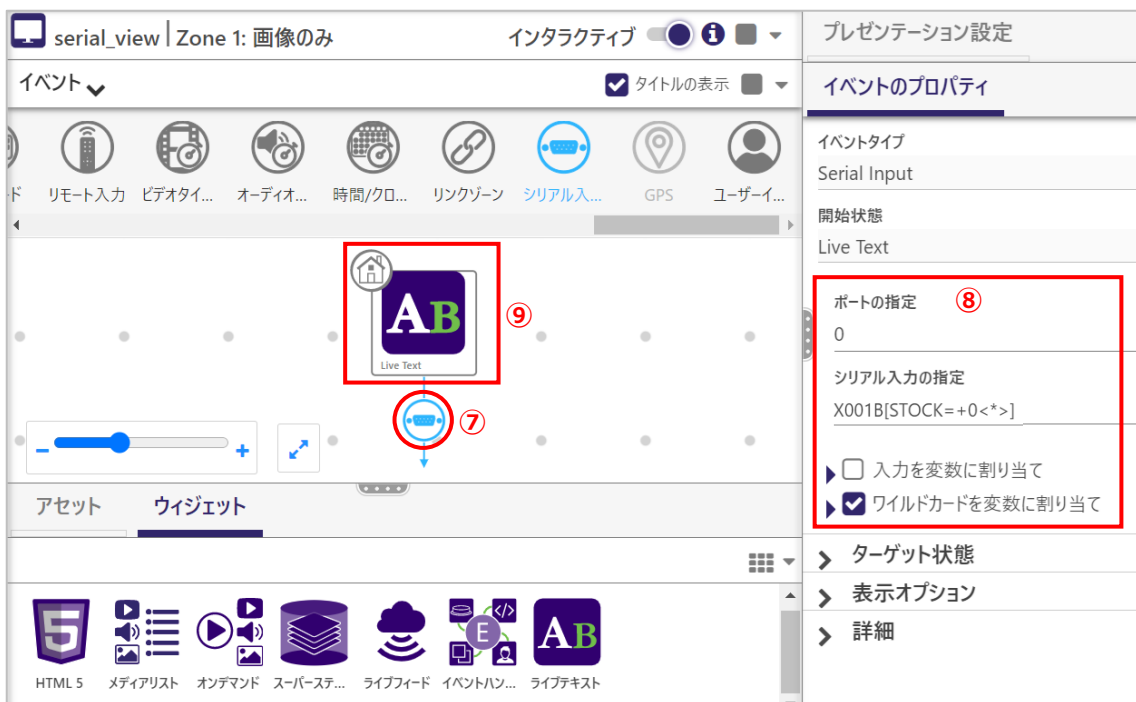 serial_view Zone 1: 画像のみ
インタラクティブ
イベント
タイトルの表示
ド
リモート入力
ビデオタイ...
オーディオ...
時間/クロ...
リンクゾーン
シリアル入...
GPS
ユーザーイ...
AB
Live Text
⑨
⑦
アセット
ウィジェット
HTML 5
メディアリスト
オンデマンド
スーパーステ...
ライブフィード
E
イベントハン...
AB
ライブテキスト
プレゼンテーション設定
イベントのプロパティ
イベントタイプ
Serial Input
開始状態
Live Text
ポートの指定
⑧
0
シリアル入力の指定
X001B[STOCK=+0<*>]
入力を変数に割り当て
ワイルドカードを変数に割り当て
ターゲット状態
表示オプション
詳細